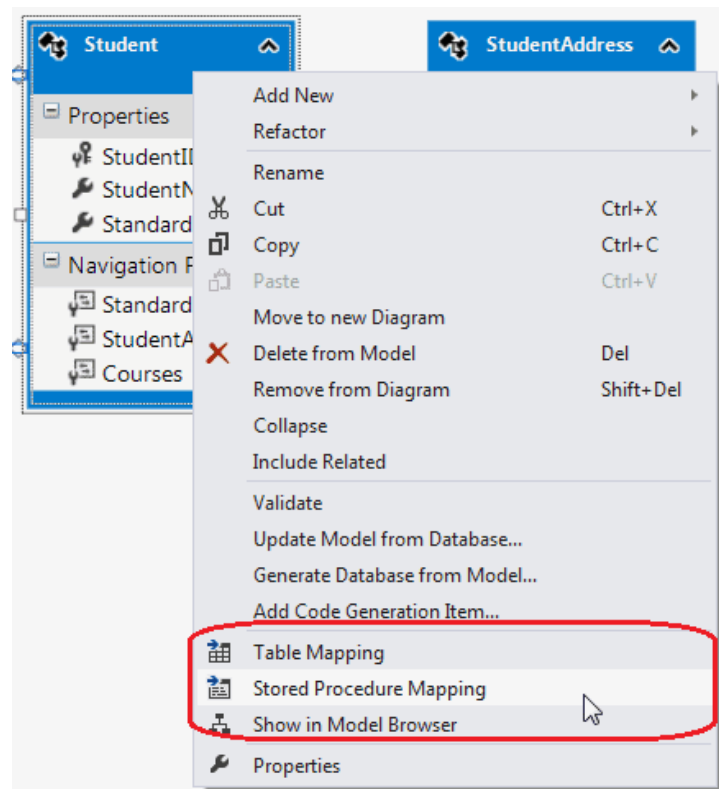 Student
StudentAddress
Properties
StudentI
StudentN
Standard
Navigation P
Standard
StudentA
Courses
Add New
Refactor
Rename
Cut Ctrl+X
Copy Ctrl+C
Paste Ctrl+V
Move to new Diagram
Delete from Model Del
Remove from Diagram Shift+Del
Collapse
Include Related
Validate
Update Model from Database...
Generate Database from Model...
Add Code Generation Item...
Table Mapping
Stored Procedure Mapping
Show in Model Browser
Properties